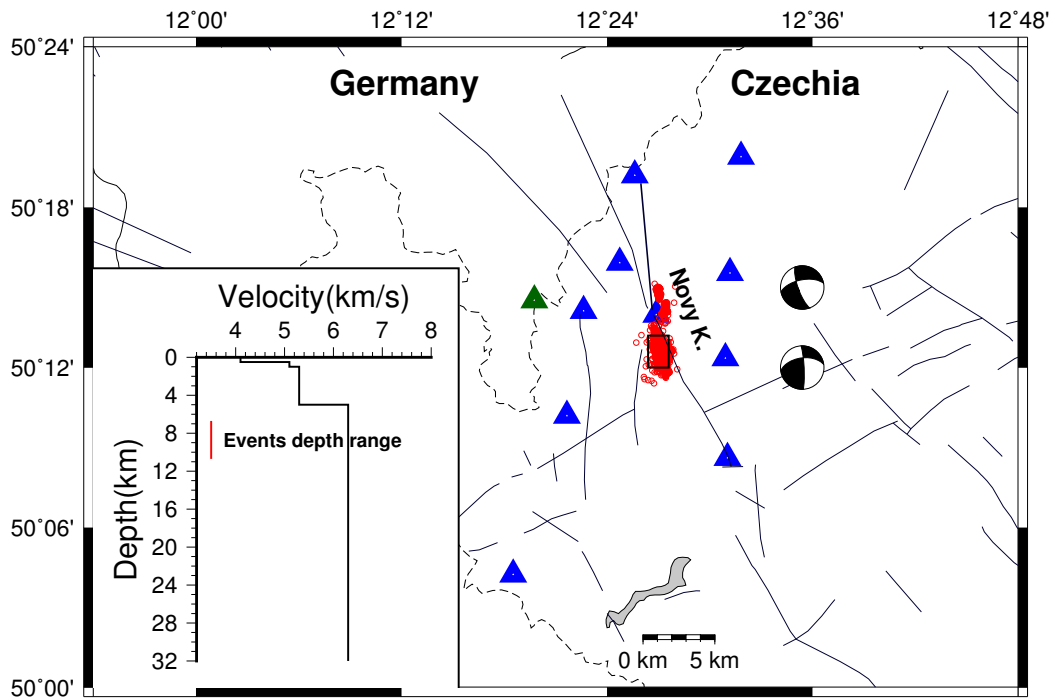 12°00' 12°12' 12°24' 12°36' 12°48'
50°24'
Germany Czechia
50°18'
Novy K.
Velocity(km/s)
4 5 6 7 8
0
4
8
12
16
20
24
28
32
Depth(km)
Events depth range
50°12'
50°06'
0 km 5 km
50°00'